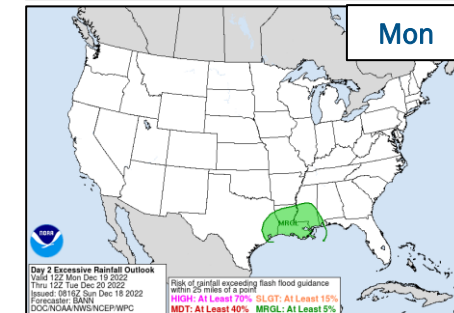 Mon
MRGL
NOAA
Day 2 Excessive Rainfall Outlook
Valid 12Z Mon Dec 19 2022
Thru 12Z Tue Dec 20 2022
Issued: 0816Z Sun Dec 18 2022
Forecaster: BANN
DOC/NOAA/NWS/NCEP/WPC
Risk of rainfall exceeding flash flood guidance
within 25 miles of a point
HIGH: At Least 70% SLGT: At Least 15%
MDT: At Least 40% MRGL: At Least 5%